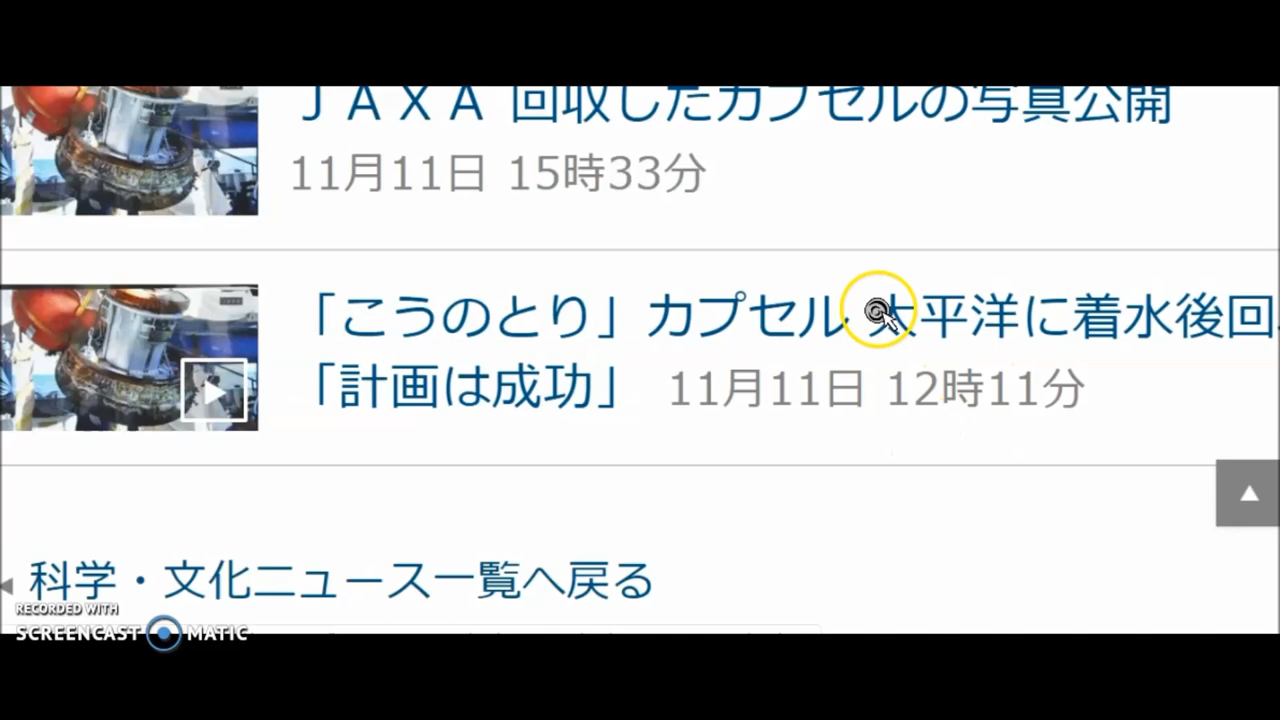 ＪＡＸＡ 回収したカプセルの写真公開
11月11日 15時33分
「こうのとり」カプセル 太平洋に着水後回
「計画は成功」 11月11日 12時11分
科学・文化ニュース一覧へ戻る
RECORDED WITH
SCREENCAST MATIC